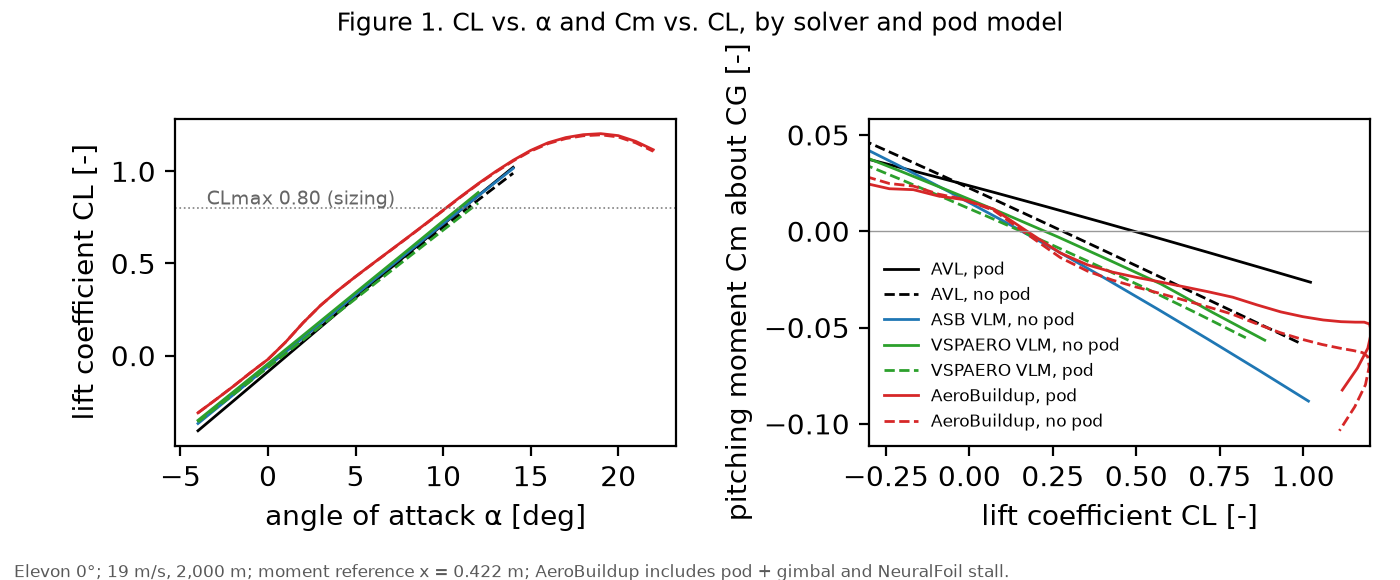 Figure 1. CL vs. α and Cm vs. CL, by solver and pod model
lift coefficient CL [-]
1.0
0.5
0.0
CLmax 0.80 (sizing)
−5 0 5 10 15 20
angle of attack α [deg]
pitching moment Cm about CG [-]
0.05
0.00
−0.05
−0.10
AVL, pod
AVL, no pod
ASB VLM, no pod
VSPAERO VLM, no pod
VSPAERO VLM, pod
AeroBuildup, pod
AeroBuildup, no pod
−0.25 0.00 0.25 0.50 0.75 1.00
lift coefficient CL [-]
Elevon 0°; 19 m/s, 2,000 m; moment reference x = 0.422 m; AeroBuildup includes pod + gimbal and NeuralFoil stall.